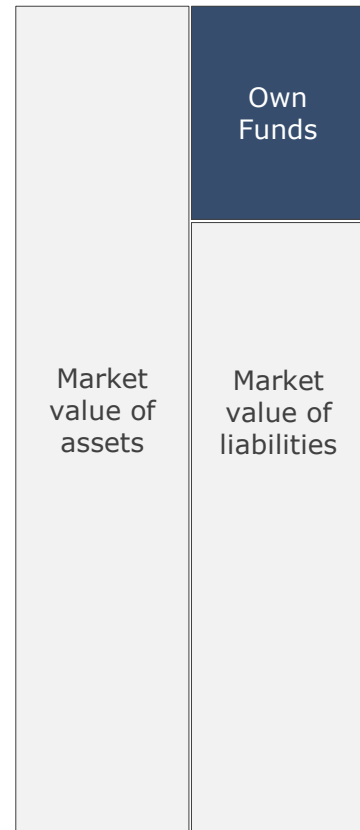 Own
Funds
Market
value of
assets
Market
value of
liabilities